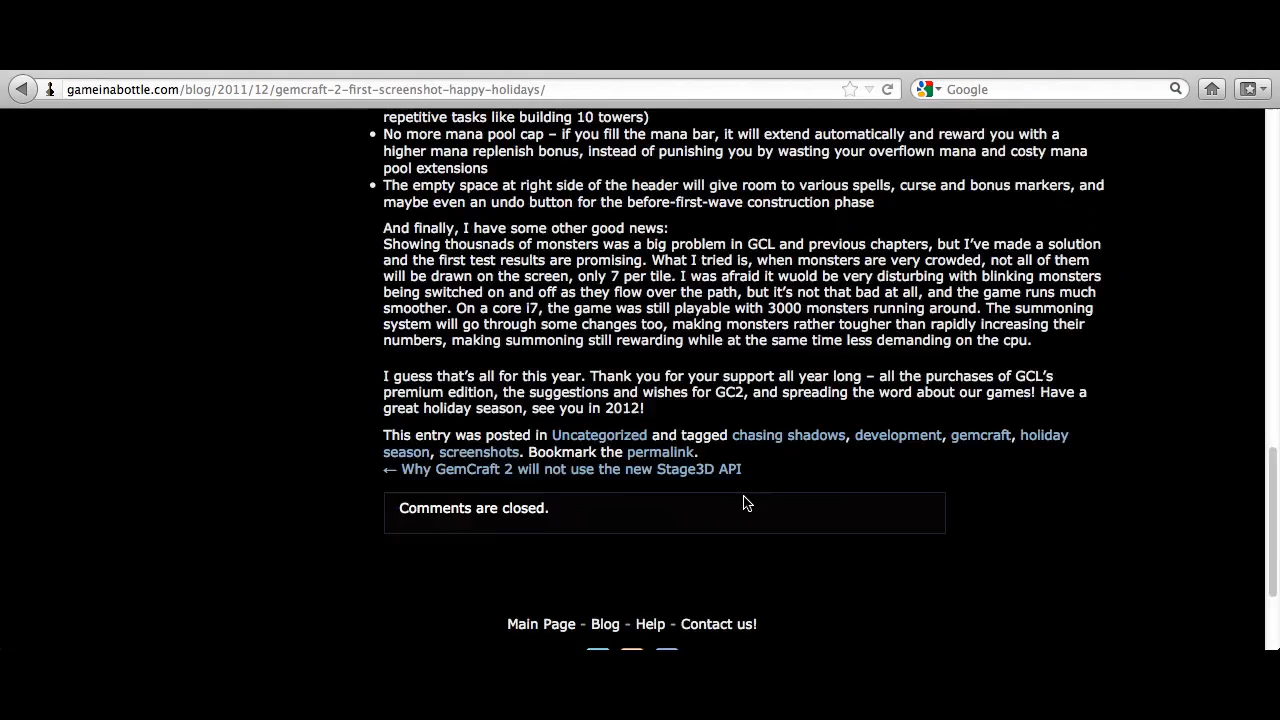 gameinabottle.com/blog/2011/12/gemcraft-2-first-screenshot-happy-holidays/
Google
repetitive tasks like building 10 towers)
• No more mana pool cap – if you fill the mana bar, it will extend automatically and reward you with a
higher mana replenish bonus, instead of punishing you by wasting your overflown mana and costy mana
pool extensions
• The empty space at right side of the header will give room to various spells, curse and bonus markers, and
maybe even an undo button for the before-first-wave construction phase
And finally, I have some other good news:
Showing thousnads of monsters was a big problem in GCL and previous chapters, but I've made a solution
and the first test results are promising. What I tried is, when monsters are very crowded, not all of them
will be drawn on the screen, only 7 per tile. I was afraid it wuold be very disturbing with blinking monsters
being switched on and off as they flow over the path, but it's not that bad at all, and the game runs much
smoother. On a core i7, the game was still playable with 3000 monsters running around. The summoning
system will go through some changes too, making monsters rather tougher than rapidly increasing their
numbers, making summoning still rewarding while at the same time less demanding on the cpu.
I guess that's all for this year. Thank you for your support all year long – all the purchases of GCL's
premium edition, the suggestions and wishes for GC2, and spreading the word about our games! Have a
great holiday season, see you in 2012!
This entry was posted in Uncategorized and tagged chasing shadows, development, gemcraft, holiday
season, screenshots. Bookmark the permalink.
← Why GemCraft 2 will not use the new Stage3D API
Comments are closed.
Main Page - Blog - Help - Contact us!